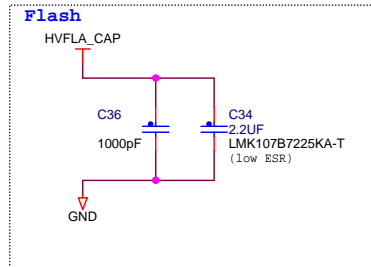 Flash
HVFLA_CAP
C36
1000pF
C34
2.2UF
LMK107B7225KA-T
(low ESR)
GND